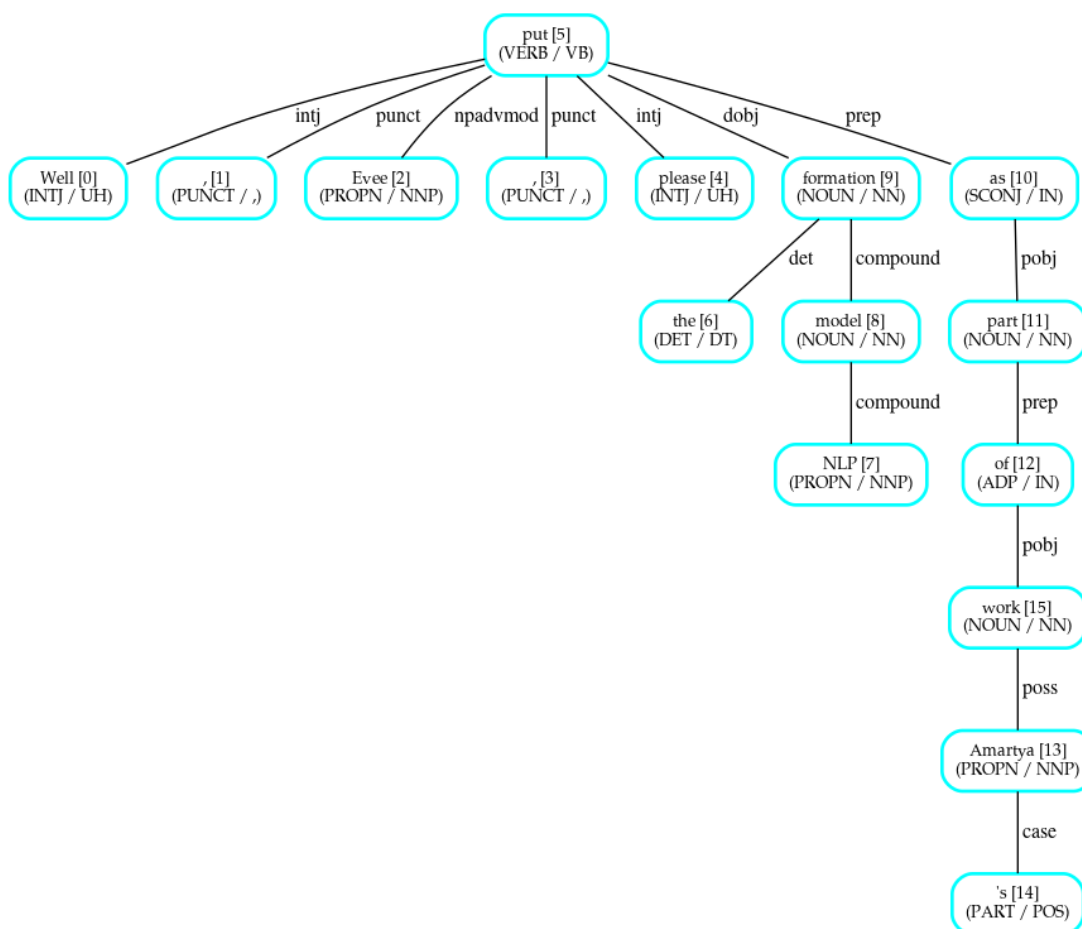 put [5]
(VERB / VB)
intj
punct
npadvmod
punct
intj
dobj
prep
Well [0]
(INTJ / UH)
, [1]
(PUNCT / ,)
Evee [2]
(PROPN / NNP)
, [3]
(PUNCT / ,)
please [4]
(INTJ / UH)
formation [9]
(NOUN / NN)
as [10]
(SCONJ / IN)
det
compound
pobj
the [6]
(DET / DT)
model [8]
(NOUN / NN)
part [11]
(NOUN / NN)
compound
prep
NLP [7]
(PROPN / NNP)
of [12]
(ADP / IN)
pobj
work [15]
(NOUN / NN)
poss
Amartya [13]
(PROPN / NNP)
case
's [14]
(PART / POS)